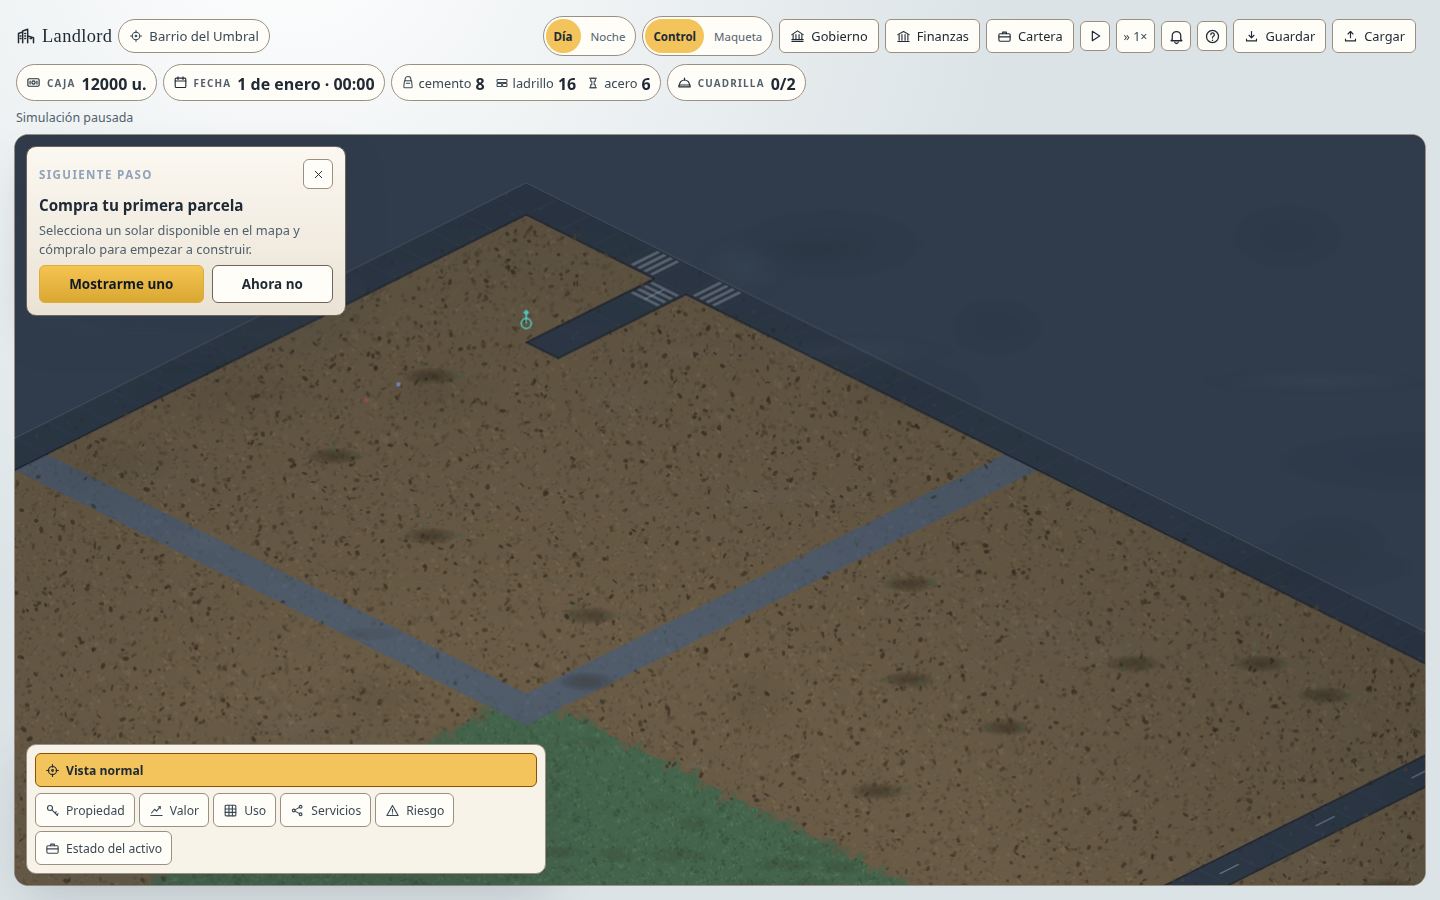 Landlord
Barrio del Umbral
Día
Noche
Control
Maqueta
Gobierno
Finanzas
Cartera
» 1×
Guardar
Cargar
CAJA 12000 u.
FECHA 1 de enero · 00:00
cemento 8 ladrillo 16 acero 6
CUADRILLA 0/2
Simulación pausada
SIGUIENTE PASO
Compra tu primera parcela
Selecciona un solar disponible en el mapa y
cómpralo para empezar a construir.
Mostrarme uno
Ahora no
Vista normal
Propiedad
Valor
Uso
Servicios
Riesgo
Estado del activo